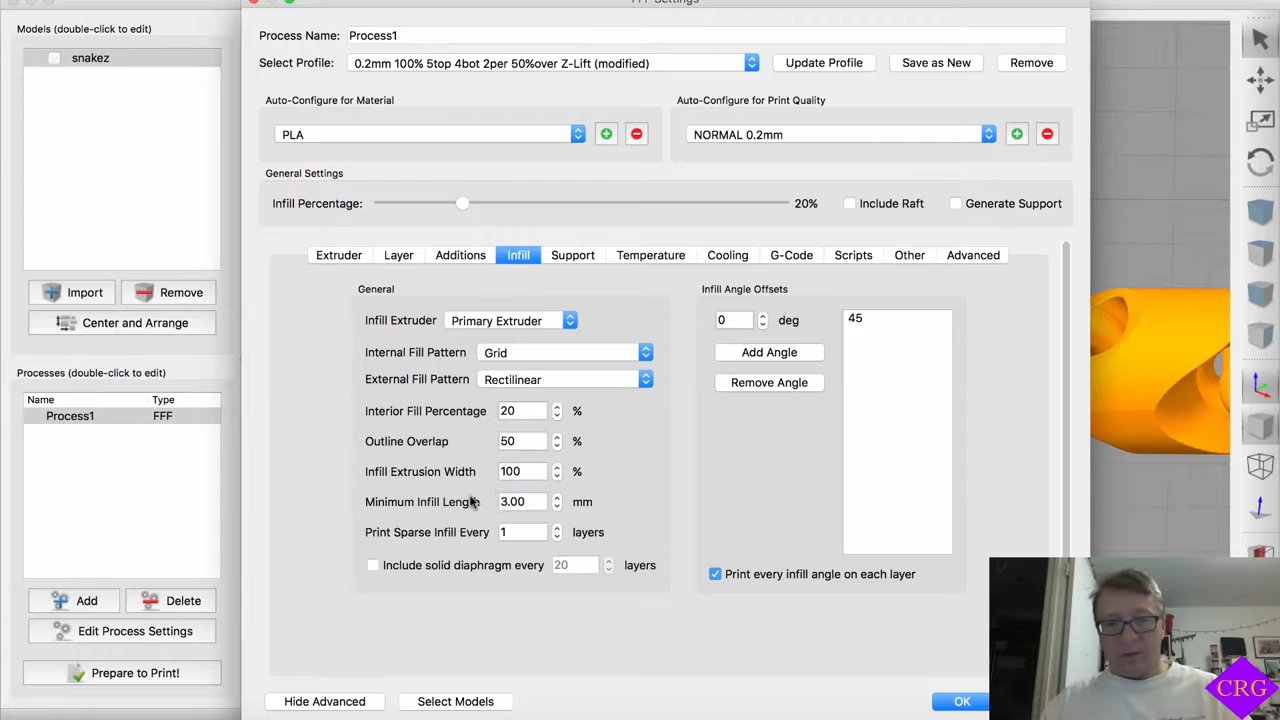 FFF Settings
Models (double-click to edit)
snakez
Import
Remove
Center and Arrange
Processes (double-click to edit)
Name Type
Process1 FFF
Add
Delete
Edit Process Settings
Prepare to Print!
Process Name: Process1
Select Profile: 0.2mm 100% 5top 4bot 2per 50%over Z-Lift (modified) Update Profile Save as New Remove
Auto-Configure for Material
PLA
Auto-Configure for Print Quality
NORMAL 0.2mm
General Settings
Infill Percentage: 20% Include Raft Generate Support
Extruder Layer Additions Infill Support Temperature Cooling G-Code Scripts Other Advanced
General
Infill Extruder Primary Extruder
Internal Fill Pattern Grid
External Fill Pattern Rectilinear
Interior Fill Percentage 20 %
Outline Overlap 50 %
Infill Extrusion Width 100 %
Minimum Infill Length 3.00 mm
Print Sparse Infill Every 1 layers
Include solid diaphragm every 20 layers
Infill Angle Offsets
0 deg
45
Add Angle
Remove Angle
Print every infill angle on each layer
Hide Advanced
Select Models
OK
CRG